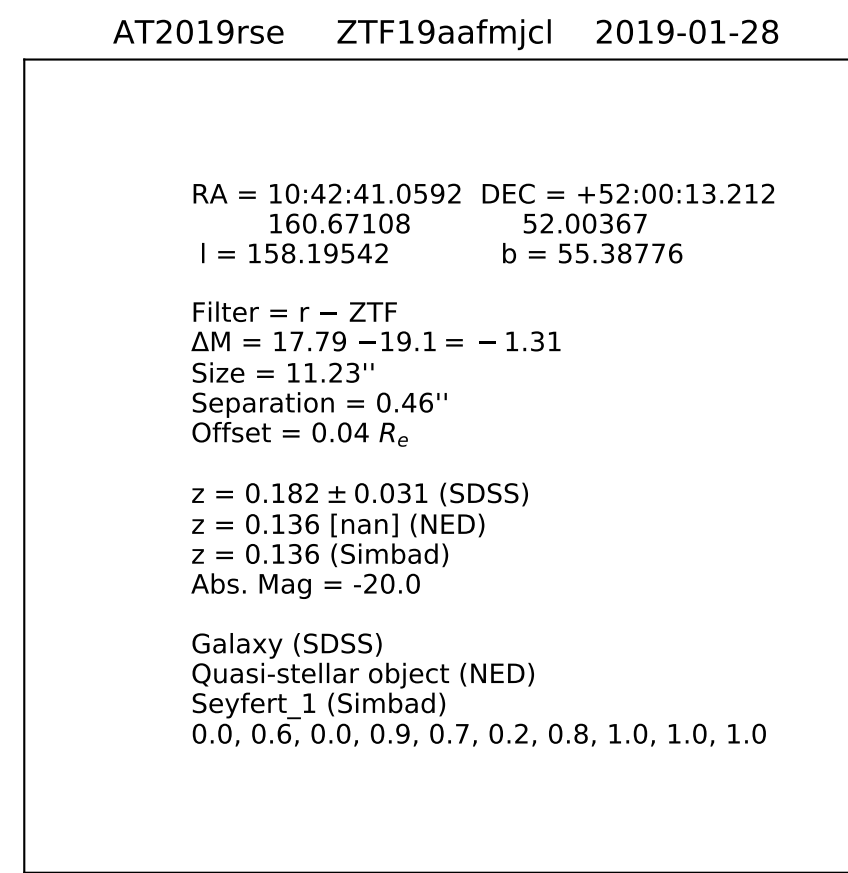 AT2019rse ZTF19aafmjcl 2019-01-28
RA = 10:42:41.0592 DEC = +52:00:13.212
160.67108 52.00367
l = 158.19542 b = 55.38776
Filter = r − ZTF
ΔM = 17.79 −19.1 = − 1.31
Size = 11.23''
Separation = 0.46''
Offset = 0.04 Re
z = 0.182 ± 0.031 (SDSS)
z = 0.136 [nan] (NED)
z = 0.136 (Simbad)
Abs. Mag = -20.0
Galaxy (SDSS)
Quasi-stellar object (NED)
Seyfert_1 (Simbad)
0.0, 0.6, 0.0, 0.9, 0.7, 0.2, 0.8, 1.0, 1.0, 1.0